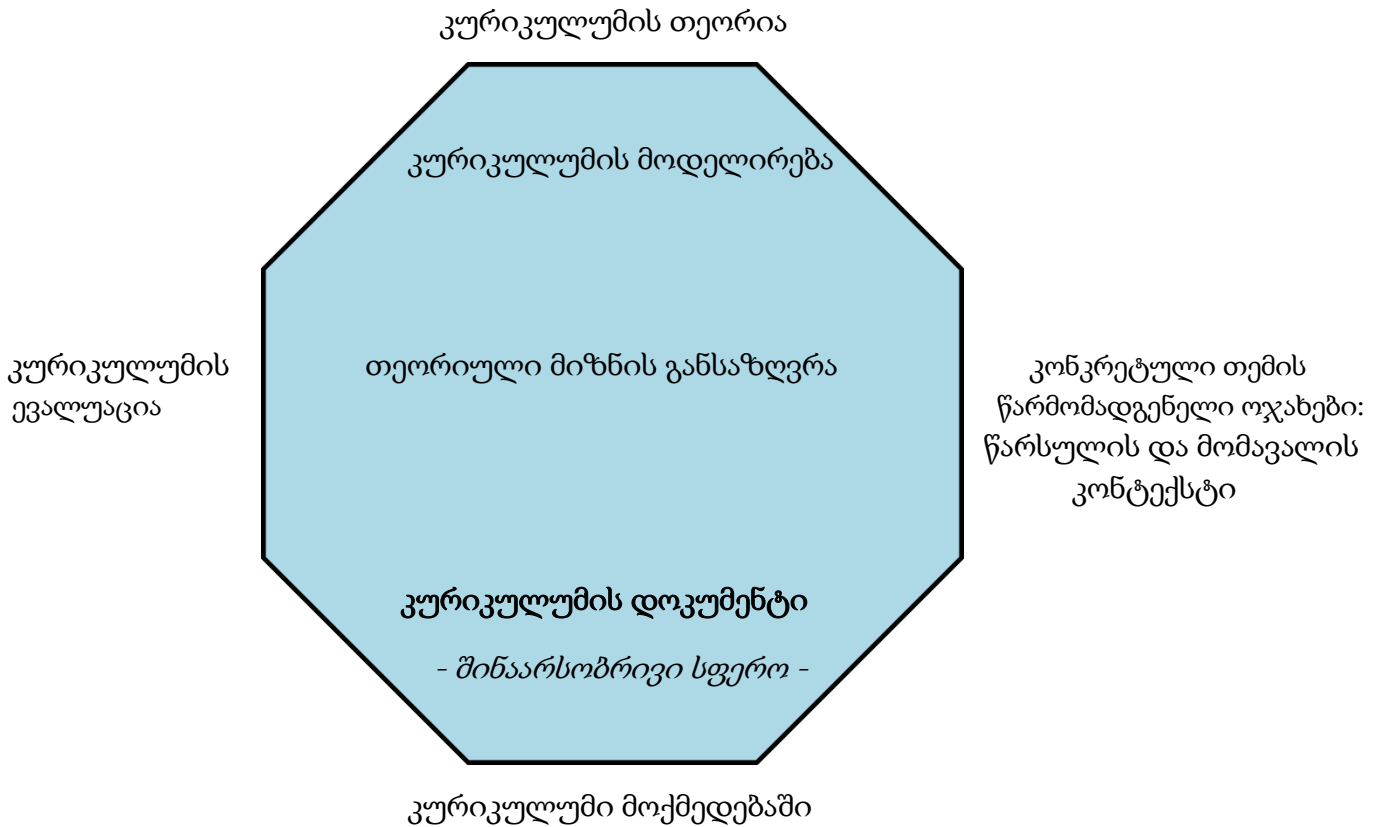 კურიკულუმის თეორია
კურიკულუმის მოდელირება
თეორიული მიზნის განსაზღვრა
კურიკულუმის
ევალუაცია
კონკრეტული თემის
წარმომადგენელი ოჯახები:
წარსულის და მომავალის
კონტექსტი
კურიკულუმის დოკუმენტი
- შინაარსობრივი სფერო -
კურიკულუმი მოქმედებაში